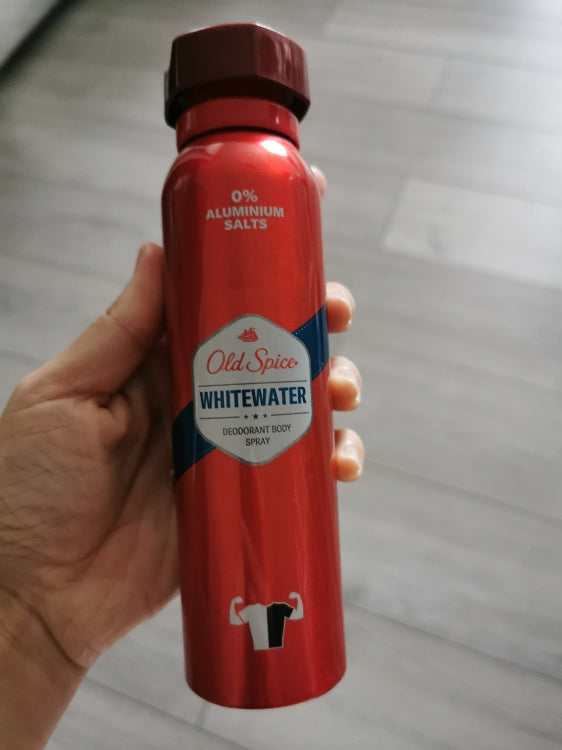 0%
ALUMINIUM
SALTS
Old Spice
WHITEWATER
DEODORANT BODY
SPRAY